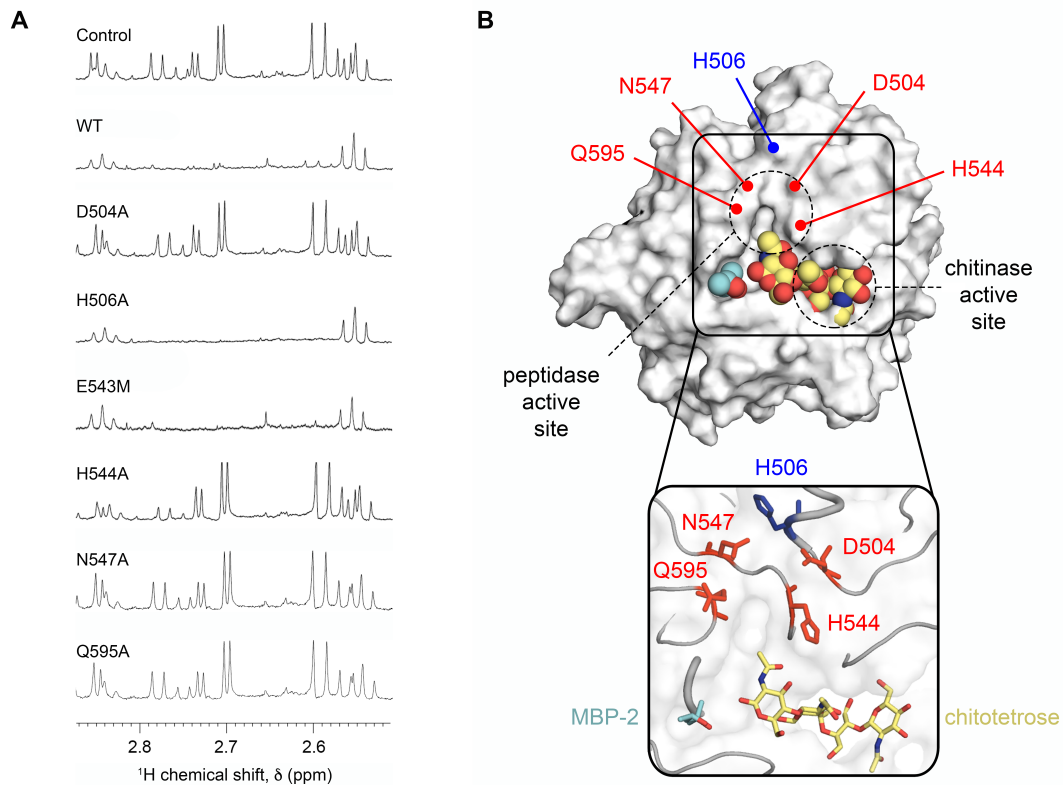 A
Control
WT
D504A
H506A
E543M
H544A
N547A
Q595A
2.8
2.7
2.6
¹H chemical shift, δ (ppm)
B
H506
N547
D504
Q595
H544
chitinase
active
site
peptidase
active
site
H506
N547
D504
Q595
H544
MBP-2
chitotetrose